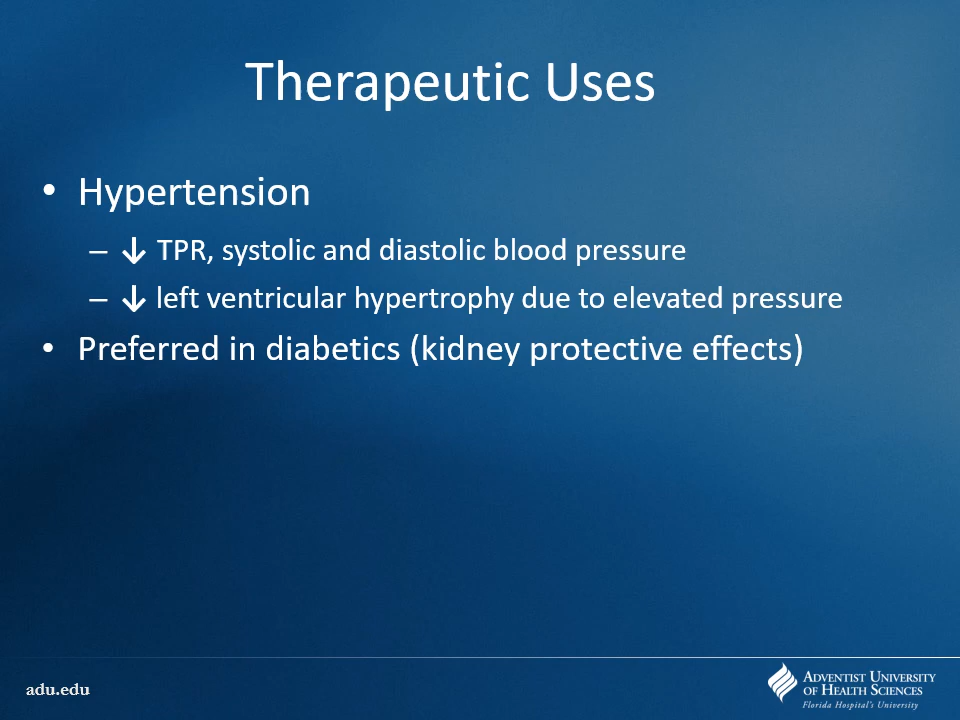 Therapeutic Uses
• Hypertension
– ↓ TPR, systolic and diastolic blood pressure
– ↓ left ventricular hypertrophy due to elevated pressure
• Preferred in diabetics (kidney protective effects)
adu.edu
ADVENTIST UNIVERSITY
OF HEALTH SCIENCES
Florida Hospital's University